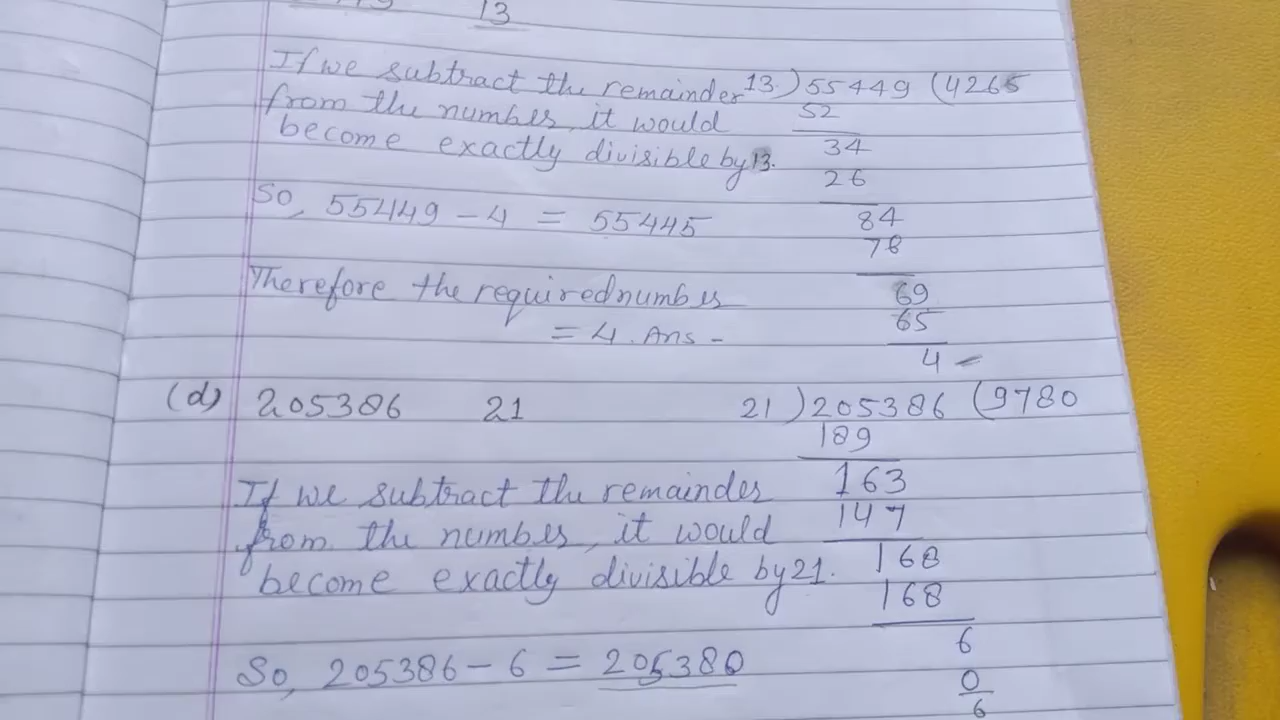 13
If we subtract the remainder 13 ) 55449 ( 4265
from the number, it would 52
become exactly divisible by 13. 34
26
So, 55449 - 4 = 55445 84
78
Therefore the required number 69
= 4. Ans - 65
4
(d) 205386 21 21 ) 205386 ( 9780
189
If we subtract the remainder 163
from the number, it would 147
become exactly divisible by 21. 168
168
So, 205386 - 6 = 205380 6
0
6